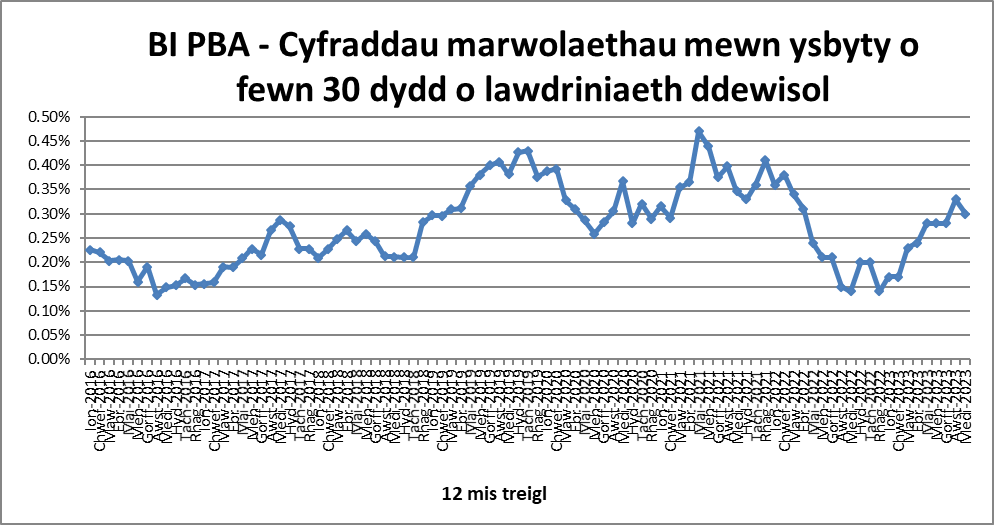 BI PBA - Cyfraddau marwolaethau mewn ysbyty o
fewn 30 dydd o lawdriniaeth ddewisol
0.50%
0.45%
0.40%
0.35%
0.30%
0.25%
0.20%
0.15%
0.10%
0.05%
0.00%
Ion-2016
Chwef-2016
Maw-2016
Ebr-2016
Mai-2016
Meh-2016
Gorff-2016
Awst-2016
Medi-2016
Hyd-2016
Tach-2016
Rhag-2016
Ion-2017
Chwef-2017
Maw-2017
Ebr-2017
Mai-2017
Meh-2017
Gorff-2017
Awst-2017
Medi-2017
Hyd-2017
Tach-2017
Rhag-2017
Ion-2018
Chwef-2018
Maw-2018
Ebr-2018
Mai-2018
Meh-2018
Gorff-2018
Awst-2018
Medi-2018
Hyd-2018
Tach-2018
Rhag-2018
Ion-2019
Chwef-2019
Maw-2019
Ebr-2019
Mai-2019
Meh-2019
Gorff-2019
Awst-2019
Medi-2019
Hyd-2019
Tach-2019
Rhag-2019
Ion-2020
Chwef-2020
Maw-2020
Ebr-2020
Mai-2020
Meh-2020
Gorff-2020
Awst-2020
Medi-2020
Hyd-2020
Tach-2020
Rhag-2020
Ion-2021
Chwef-2021
Maw-2021
Ebr-2021
Mai-2021
Meh-2021
Gorff-2021
Awst-2021
Medi-2021
Hyd-2021
Tach-2021
Rhag-2021
Ion-2022
Chwef-2022
Maw-2022
Ebr-2022
Mai-2022
Meh-2022
Gorff-2022
Awst-2022
Medi-2022
Hyd-2022
Tach-2022
Rhag-2022
Ion-2023
Chwef-2023
Maw-2023
Ebr-2023
Mai-2023
Meh-2023
Gorff-2023
Awst-2023
Medi-2023
12 mis treigl